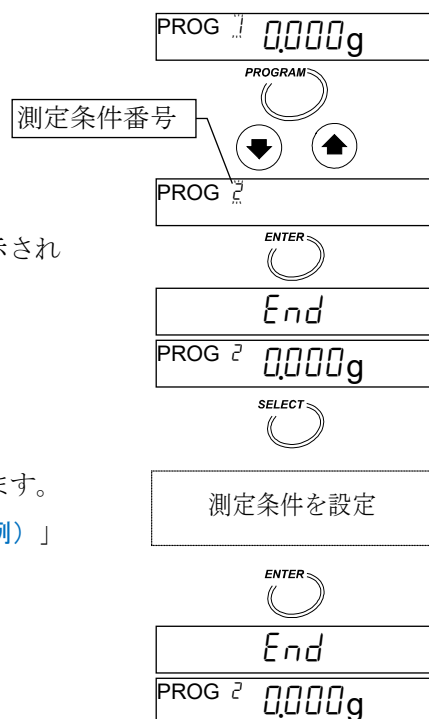 PROG 1 0.000g
PROGRAM
測定条件番号
PROG 2
示され
ENTER
End
PROG 2 0.000g
SELECT
ます。
測定条件を設定
例）」
ENTER
End
PROG 2 0.000g